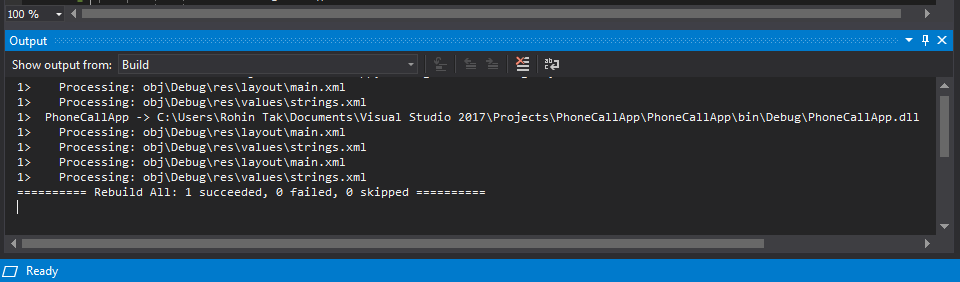 100 %
Output
Show output from: Build
1>    Processing: obj\Debug\res\layout\main.xml
1>    Processing: obj\Debug\res\values\strings.xml
1>  PhoneCallApp -> C:\Users\Rohin Tak\Documents\Visual Studio 2017\Projects\PhoneCallApp\PhoneCallApp\bin\Debug\PhoneCallApp.dll
1>    Processing: obj\Debug\res\layout\main.xml
1>    Processing: obj\Debug\res\values\strings.xml
1>    Processing: obj\Debug\res\layout\main.xml
1>    Processing: obj\Debug\res\values\strings.xml
========== Rebuild All: 1 succeeded, 0 failed, 0 skipped ==========
Ready